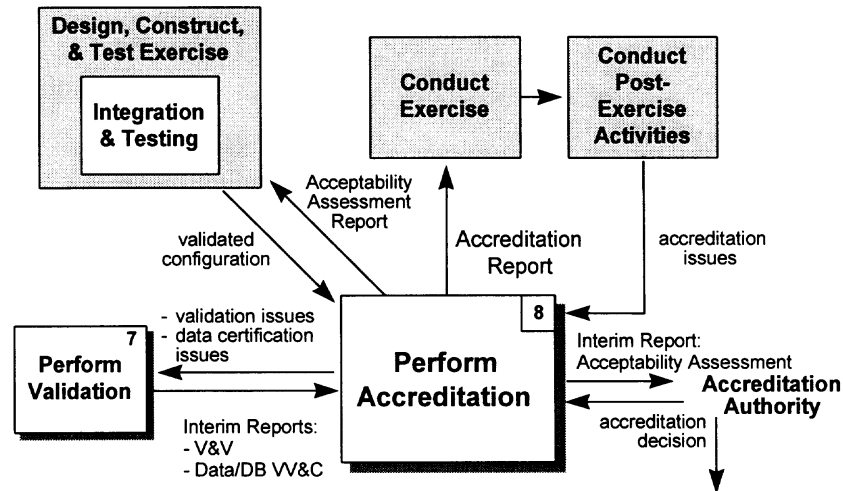 Design, Construct,
& Test Exercise
Integration
& Testing
Conduct
Exercise
Conduct
Post-
Exercise
Activities
Acceptability
Assessment
Report
validated
configuration
Accreditation
Report
accreditation
issues
- validation issues
- data certification
issues
7
Perform
Validation
8
Perform
Accreditation
Interim Report:
Acceptability Assessment
Accreditation
Authority
accreditation
decision
Interim Reports:
- V&V
- Data/DB VV&C